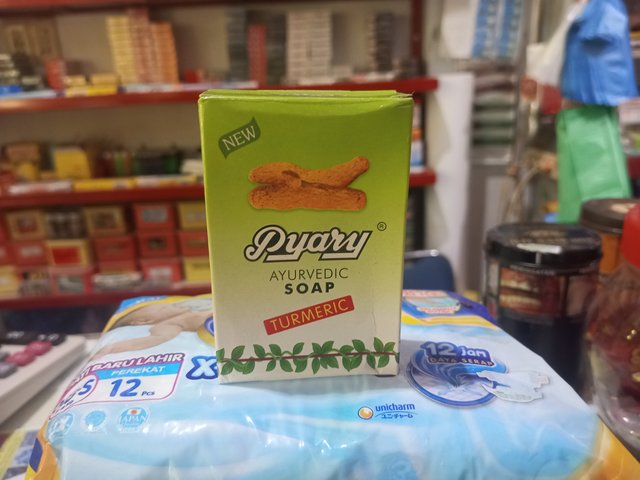 NEW
Pyary®
AYURVEDIC
SOAP
TURMERIC
BARU LAHIR
PEREKAT
S
12 Pcs
12 Jam
DAYA SERAP
unicharm
ユニ・チャーム
JAPAN